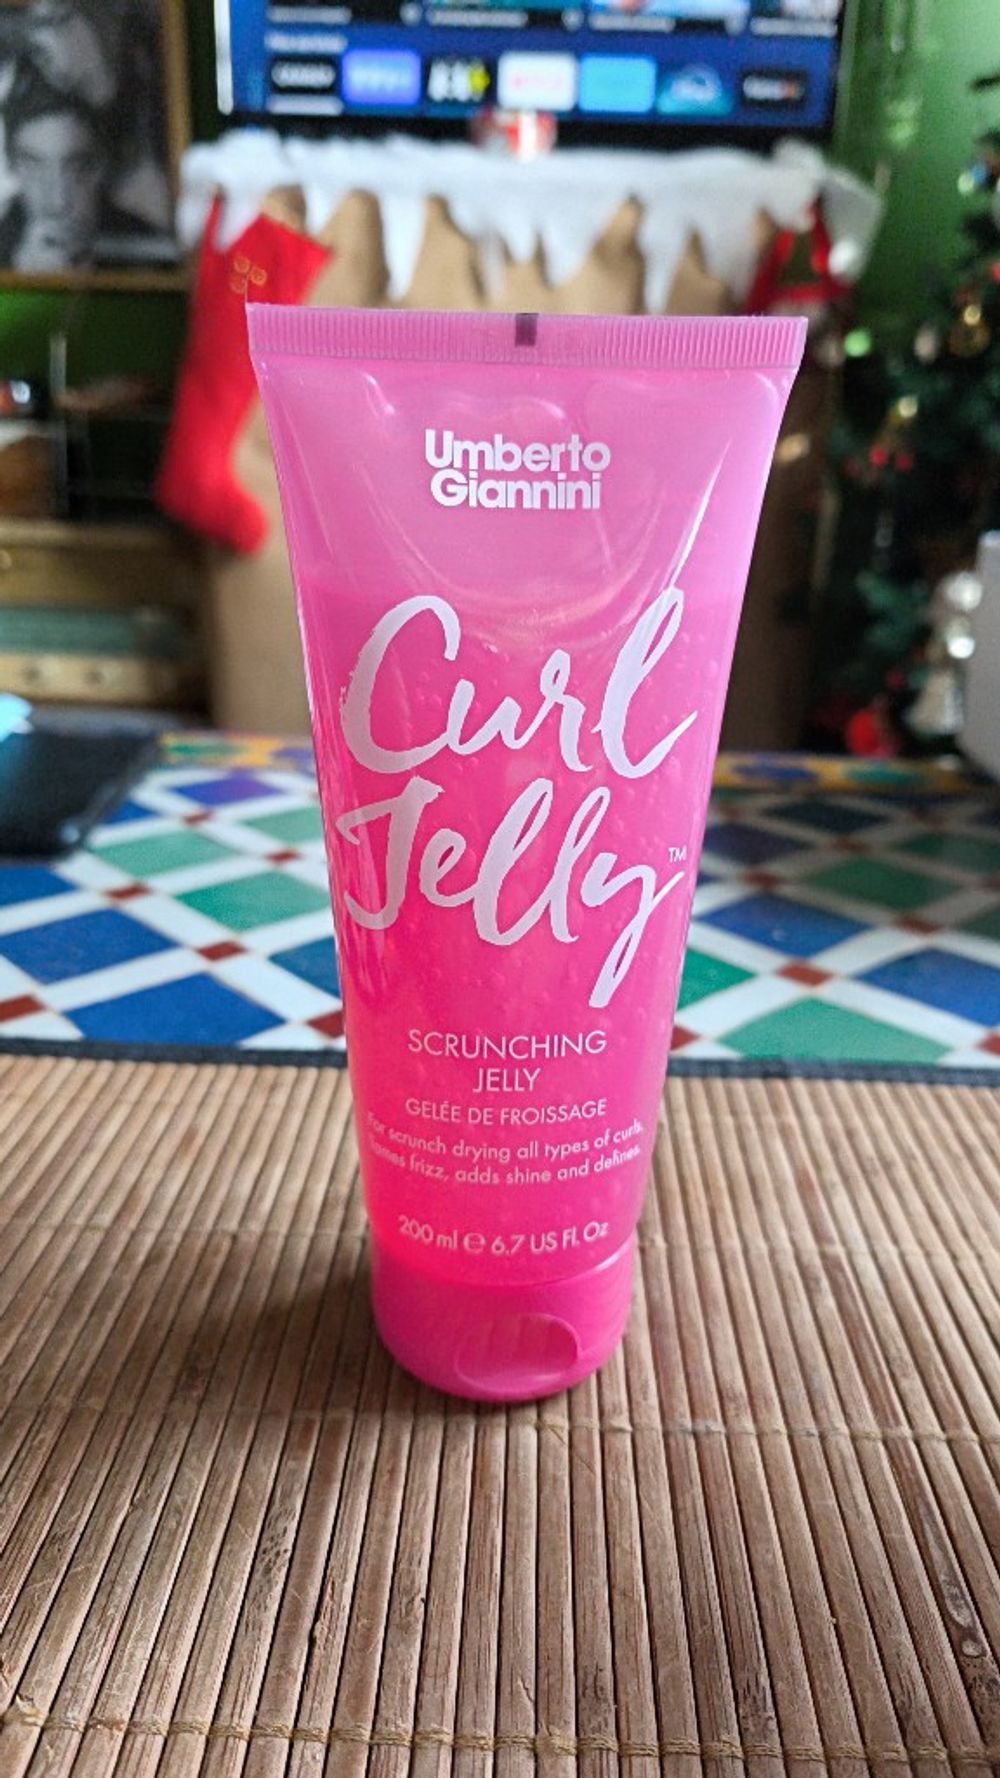 Umberto
Giannini
Curl
Jelly™
SCRUNCHING
JELLY
GELÉE DE FROISSAGE
For scrunch drying all types of curls.
Tames frizz, adds shine and defines.
200 ml ℮ 6.7 US Fl. Oz